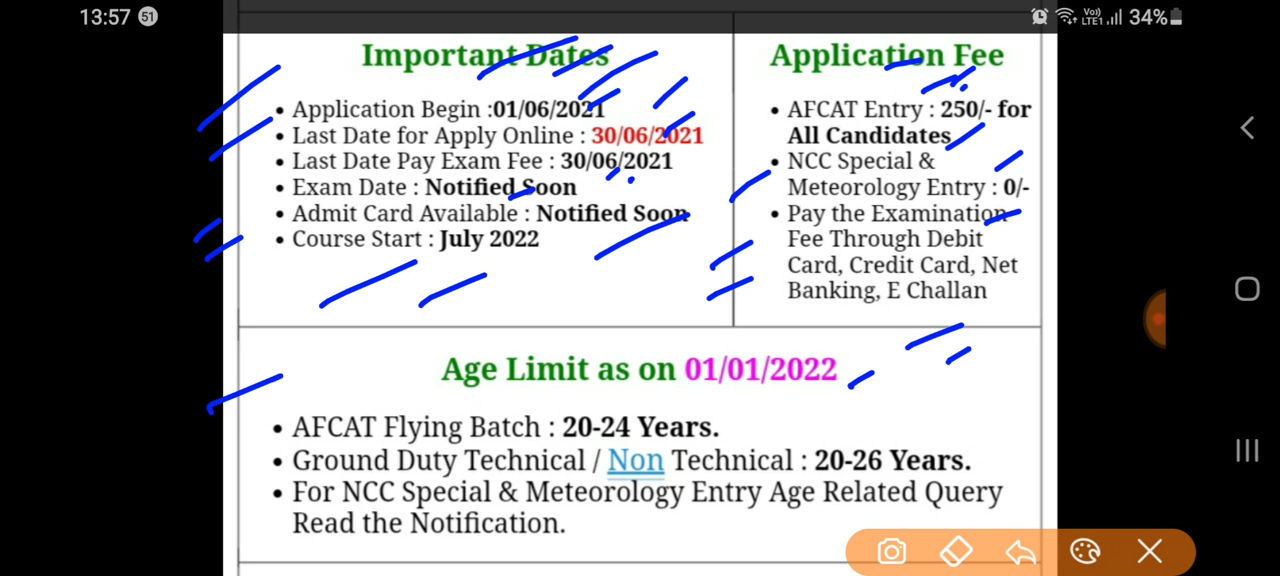 13:57 51
Vo)) LTE1 34%
Important Dates
• Application Begin :01/06/2021
• Last Date for Apply Online : 30/06/2021
• Last Date Pay Exam Fee : 30/06/2021
• Exam Date : Notified Soon
• Admit Card Available : Notified Soon
• Course Start : July 2022
Application Fee
• AFCAT Entry : 250/- for
All Candidates
• NCC Special &
Meteorology Entry : 0/-
• Pay the Examination
Fee Through Debit
Card, Credit Card, Net
Banking, E Challan
Age Limit as on 01/01/2022
• AFCAT Flying Batch : 20-24 Years.
• Ground Duty Technical / Non Technical : 20-26 Years.
• For NCC Special & Meteorology Entry Age Related Query
Read the Notification.